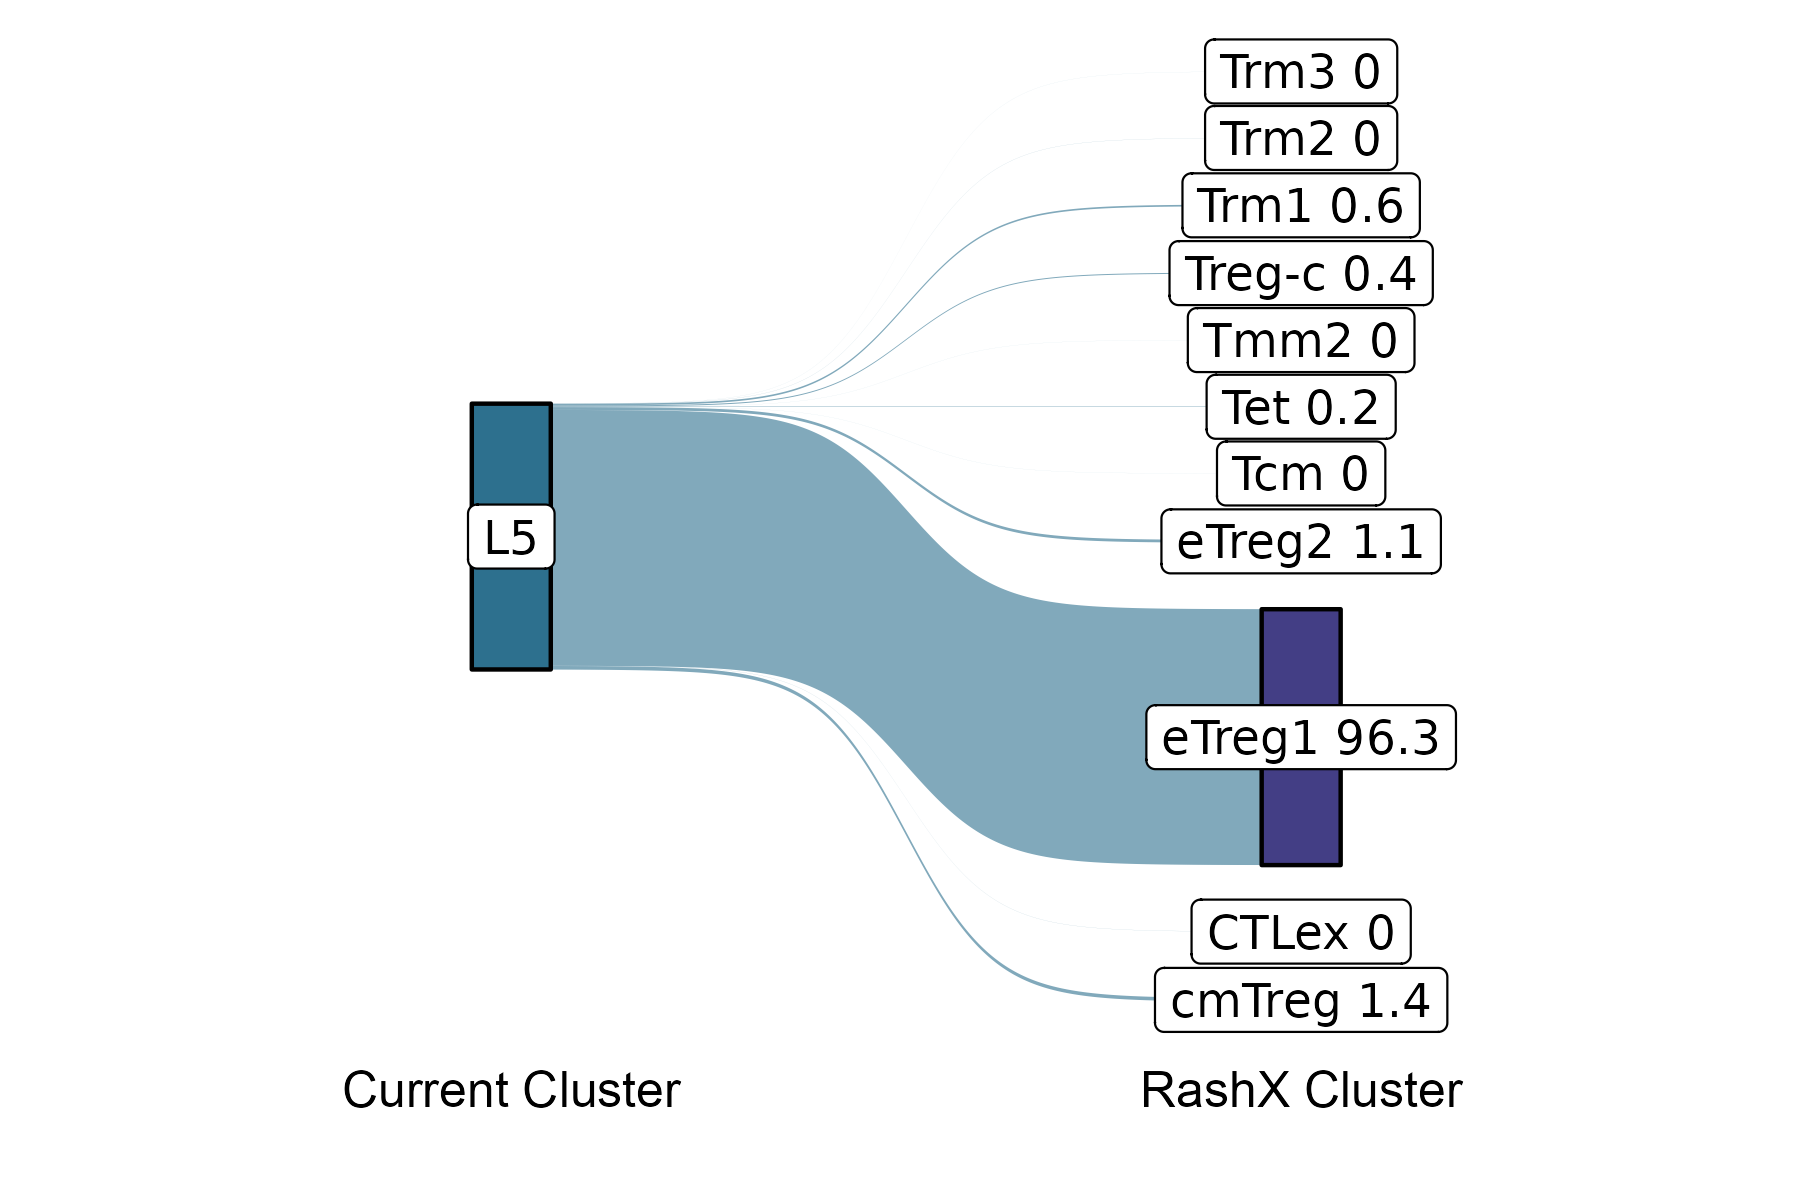 Trm3 0
Trm2 0
Trm1 0.6
Treg-c 0.4
Tmm2 0
Tet 0.2
Tcm 0
L5
eTreg2 1.1
eTreg1 96.3
CTLex 0
cmTreg 1.4
Current Cluster
RashX Cluster